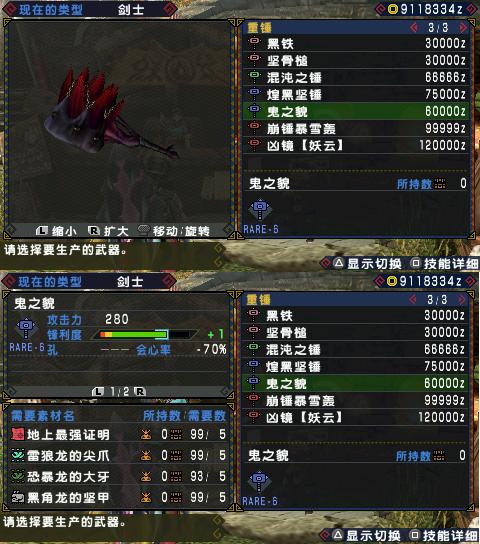 现在的类型 剑士
9118334z
重锤 3/3
黑铁 30000z
坚骨槌 30000z
混沌之锤 66666z
煌黑坚锤 75000z
鬼之貌 60000z
崩锤暴雪轰 99999z
凶镜【妖云】 120000z
鬼之貌 所持数 0
RARE-6
L 缩小 R 扩大 移动/旋转
请选择要生产的武器。
△显示切换 □技能详细
现在的类型 剑士
9118334z
鬼之貌
攻击力 280
锋利度 +1
RARE-6 孔 --- 会心率 -70%
L 1/2 R
需要素材名 所持数/需要数
地上最强证明 0 99/ 5
雷狼龙的尖爪 0 99/ 5
恐暴龙的大牙 0 93/ 5
黑角龙的坚甲 0 99/ 5
重锤 3/3
黑铁 30000z
坚骨槌 30000z
混沌之锤 66666z
煌黑坚锤 75000z
鬼之貌 60000z
崩锤暴雪轰 99999z
凶镜【妖云】 120000z
鬼之貌 所持数 0
RARE-6
请选择要生产的武器。
△显示切换 □技能详细